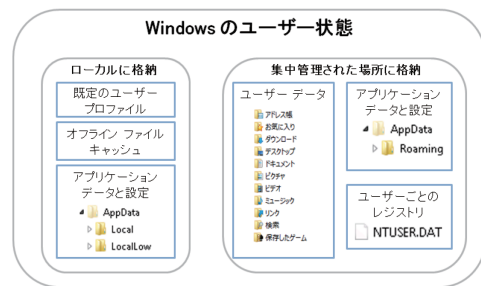 Windows のユーザー状態
ローカルに格納
既定のユーザー
プロファイル
オフライン ファイル
キャッシュ
アプリケーション
データと設定
AppData
Local
LocalLow
集中管理された場所に格納
ユーザー データ
アドレス帳
お気に入り
ダウンロード
デスクトップ
ドキュメント
ピクチャ
ビデオ
ミュージック
リンク
検索
保存したゲーム
アプリケーション
データと設定
AppData
Roaming
ユーザーごとの
レジストリ
NTUSER.DAT